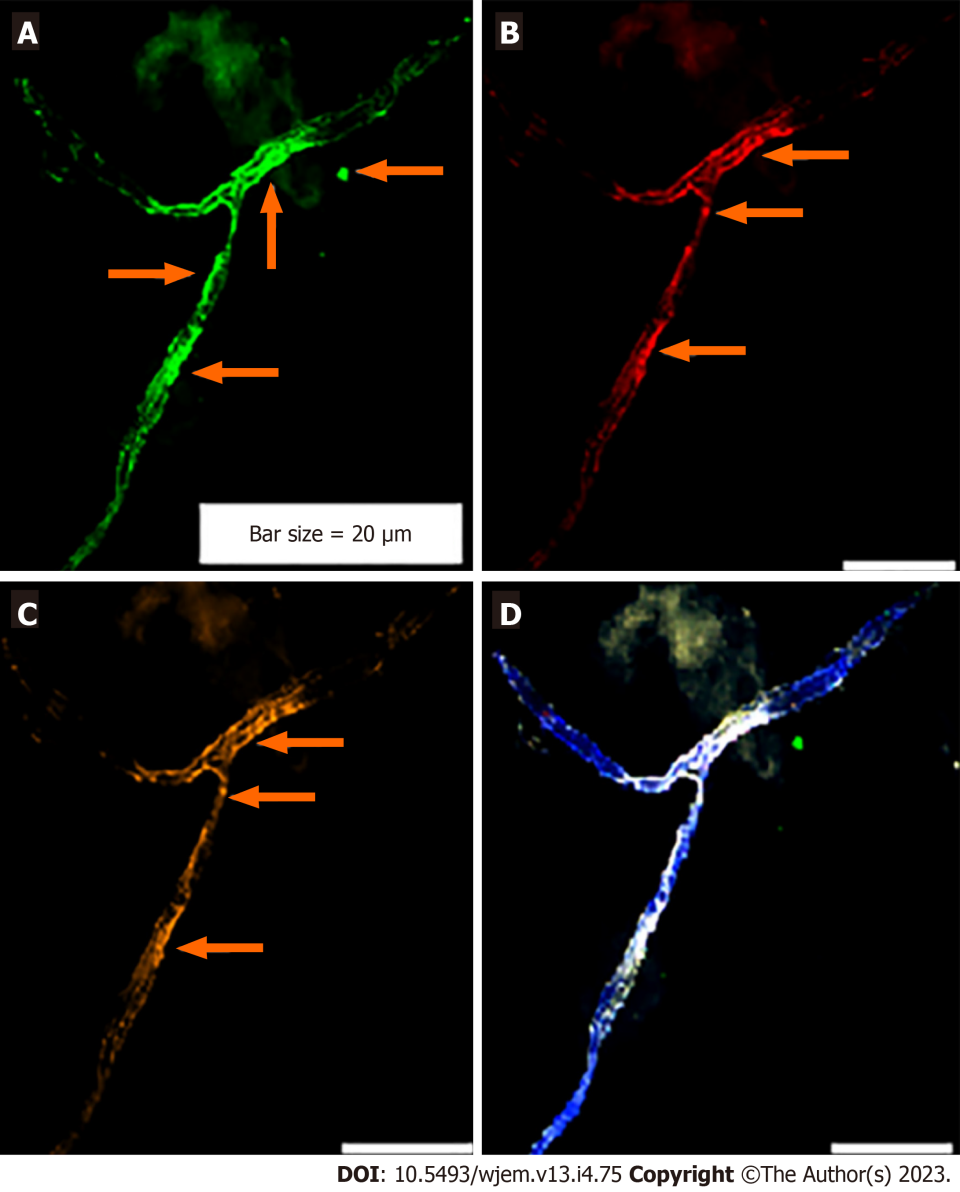 A
B
Bar size = 20 µm
C
D
DOI: 10.5493/wjem.v13.i4.75 Copyright ©The Author(s) 2023.